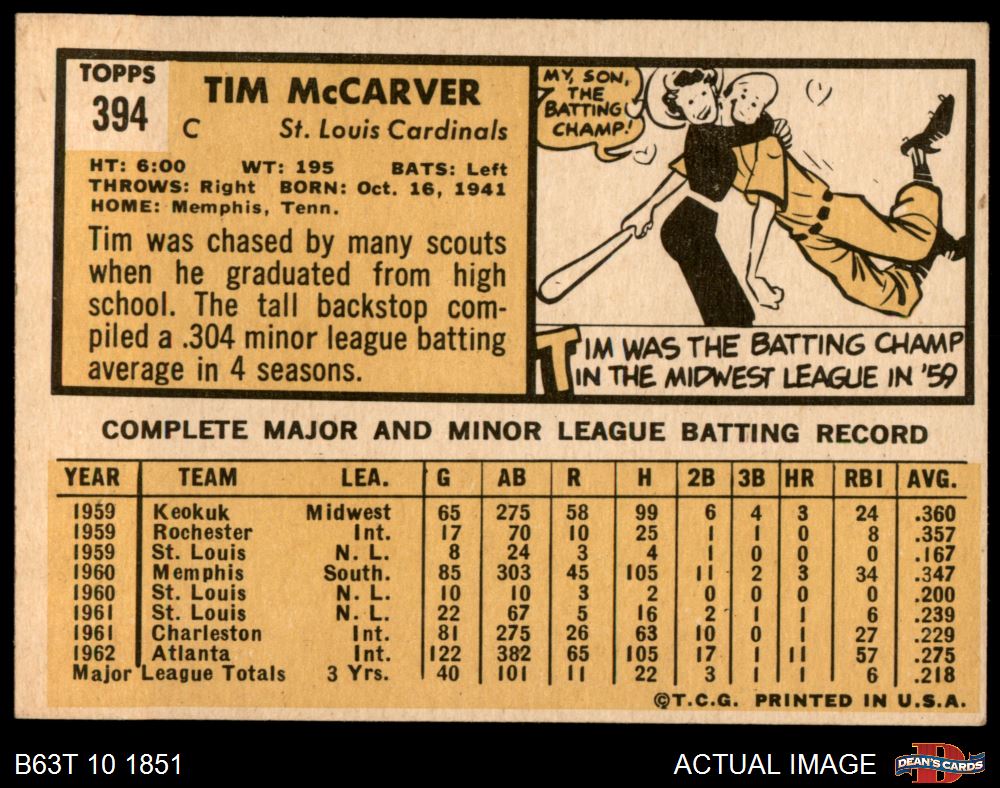 TOPPS
394
TIM McCARVER
C St. Louis Cardinals
HT: 6:00 WT: 195 BATS: Left
THROWS: Right BORN: Oct. 16, 1941
HOME: Memphis, Tenn.
Tim was chased by many scouts
when he graduated from high
school. The tall backstop com-
piled a .304 minor league batting
average in 4 seasons.
MY, SON,
THE
BATTING
CHAMP!
TIM WAS THE BATTING CHAMP
IN THE MIDWEST LEAGUE IN '59
COMPLETE MAJOR AND MINOR LEAGUE BATTING RECORD
YEAR TEAM LEA. G AB R H 2B 3B HR RBI AVG.
1959 Keokuk Midwest 65 275 58 99 6 4 3 24 .360
1959 Rochester Int. 17 70 10 25 1 1 0 8 .357
1959 St. Louis N. L. 8 24 3 4 1 0 0 0 .167
1960 Memphis South. 85 303 45 105 11 2 3 34 .347
1960 St. Louis N. L. 10 10 3 2 0 0 0 0 .200
1961 St. Louis N. L. 22 67 5 16 2 1 1 6 .239
1961 Charleston Int. 81 275 26 63 10 0 1 27 .229
1962 Atlanta Int. 122 382 65 105 17 1 11 57 .275
Major League Totals 3 Yrs. 40 101 11 22 3 1 1 6 .218
©T.C.G. PRINTED IN U.S.A.
B63T 10 1851 ACTUAL IMAGE DEAN'S CARDS